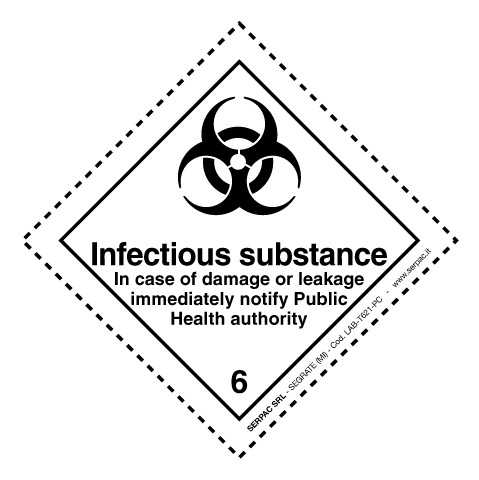 Infectious substance
In case of damage or leakage
immediately notify Public
Health authority
6
SERPAC SRL - SEGRATE (MI) - Cod. LAB-T621-PC - www.serpac.it